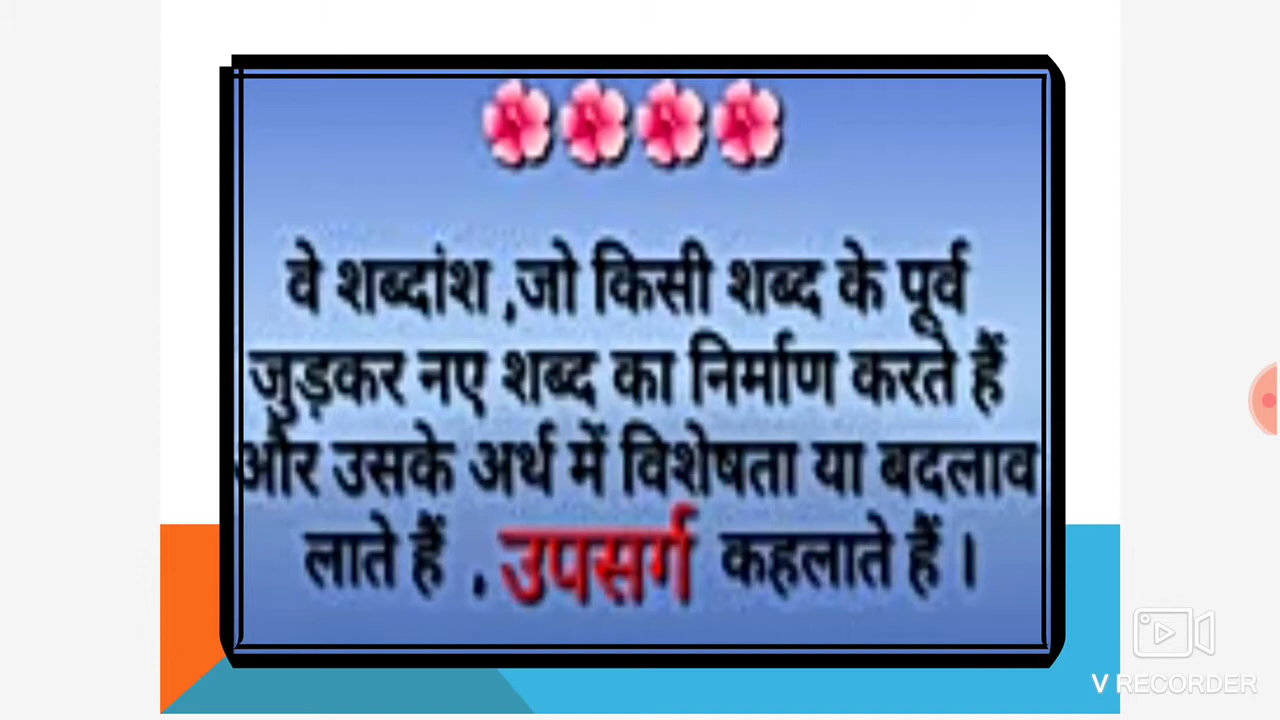 वे शब्दांश ,जो किसी शब्द के पूर्व
जुड़कर नए शब्द का निर्माण करते हैं
और उसके अर्थ में विशेषता या बदलाव
लाते हैं , उपसर्ग कहलाते हैं ।
V RECORDER